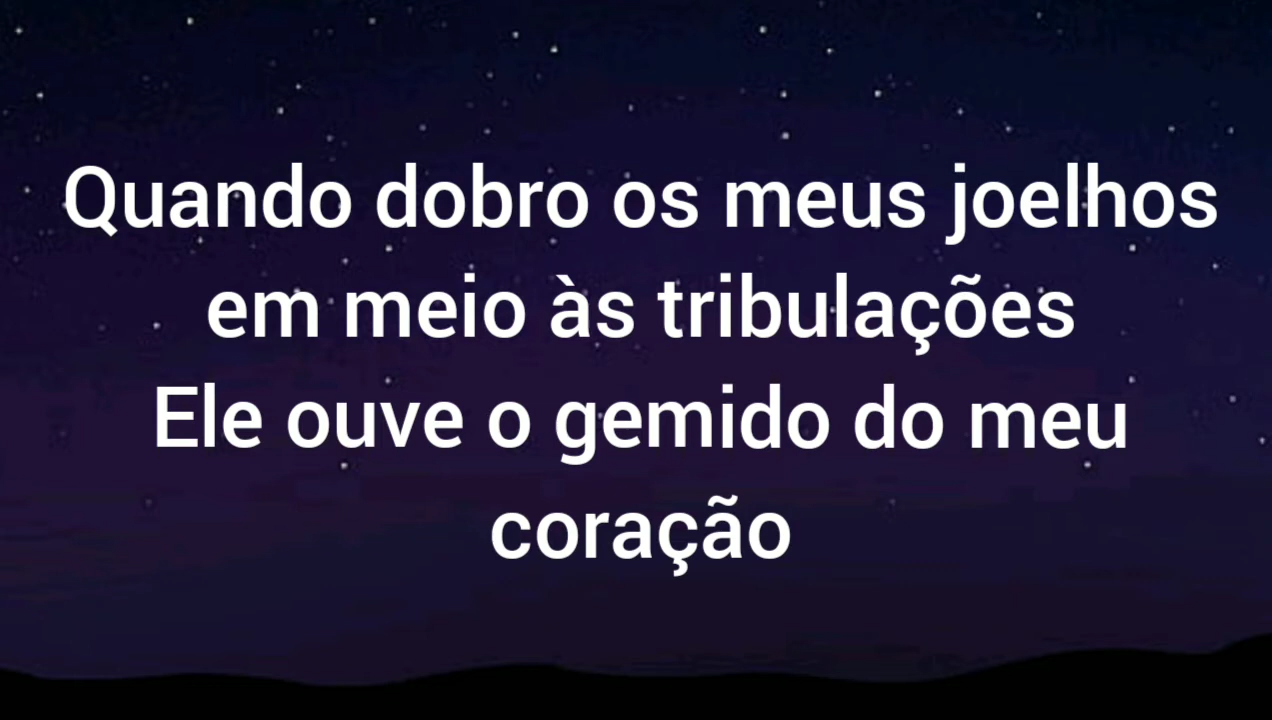 Quando dobro os meus joelhos
em meio às tribulações
Ele ouve o gemido do meu
coração